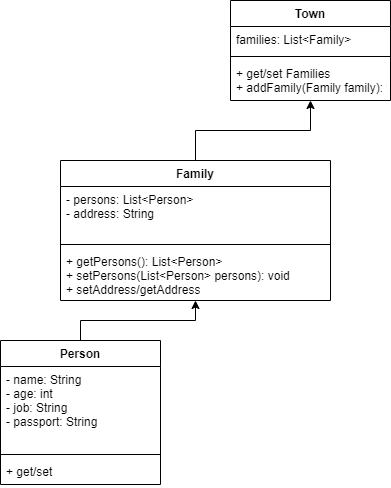 Town
families: List<Family>
+ get/set Families
+ addFamily(Family family):
Family
- persons: List<Person>
- address: String
+ getPersons(): List<Person>
+ setPersons(List<Person> persons): void
+ setAddress/getAddress
Person
- name: String
- age: int
- job: String
- passport: String
+ get/set